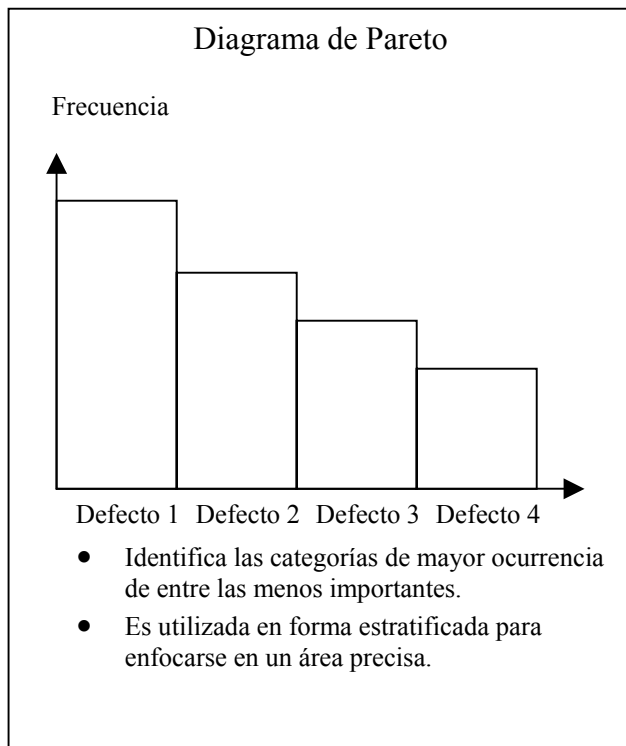 Diagrama de Pareto
Frecuencia
Defecto 1 Defecto 2 Defecto 3 Defecto 4
• Identifica las categorías de mayor ocurrencia
de entre las menos importantes.
• Es utilizada en forma estratificada para
enfocarse en un área precisa.